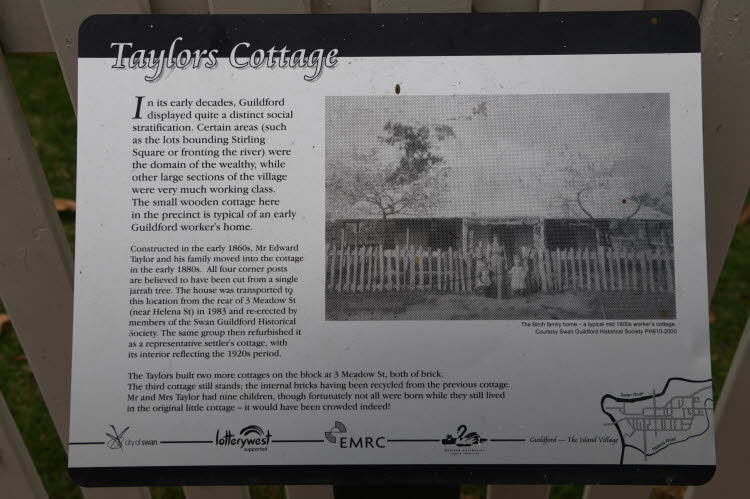 Taylors Cottage
In its early decades, Guildford
displayed quite a distinct social
stratification. Certain areas (such
as the lots bounding Stirling
Square or fronting the river) were
the domain of the wealthy, while
other large sections of the village
were very much working class.
The small wooden cottage here
in the precinct is typical of an early
Guildford worker's home.
Constructed in the early 1860s, Mr Edward
Taylor and his family moved into the cottage
in the early 1880s. All four corner posts
are believed to have been cut from a single
jarrah tree. The house was transported to
this location from the rear of 3 Meadow St
(near Helena St) in 1983 and re-erected by
members of the Swan Guildford Historical
Society. The same group then refurbished it
as a representative settler's cottage, with
its interior reflecting the 1920s period.
The Birch family home – a typical mid 1800s worker's cottage.
Courtesy Swan Guildford Historical Society PH610-2000
The Taylors built two more cottages on the block at 3 Meadow St, both of brick.
The third cottage still stands; the internal bricks having been recycled from the previous cottage.
Mr and Mrs Taylor had nine children, though fortunately not all were born while they still lived
in the original little cottage – it would have been crowded indeed!
city of swan
lotterywest
supported
EMRC
Guildford — The Island Village
Swan River
Helena River